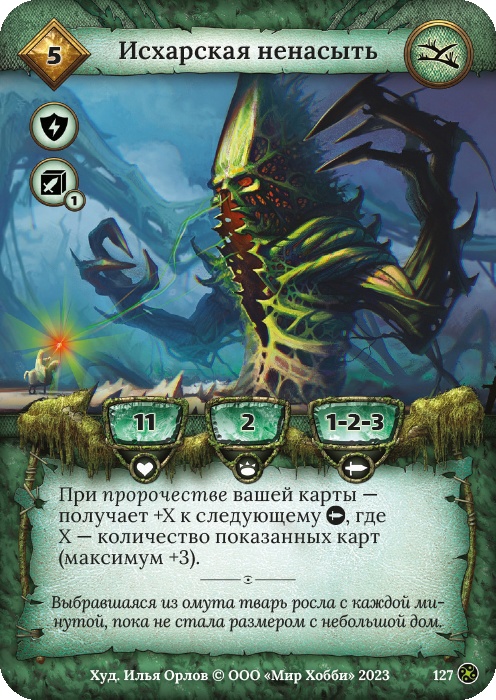 5
Исхарская ненасыть
1
11
2
1-2-3
При пророчестве вашей карты —
получает +X к следующему , где
X — количество показанных карт
(максимум +3).
Выбравшаяся из омута тварь росла с каждой ми-
нутой, пока не стала размером с небольшой дом.
Худ. Илья Орлов © ООО «Мир Хобби» 2023
127